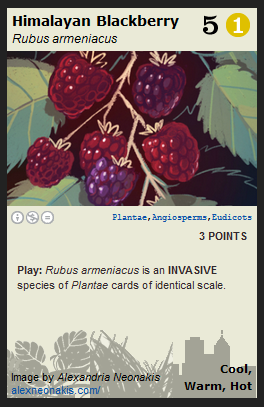 Himalayan Blackberry 5 1
Rubus armeniacus
Plantae, Angiosperms, Eudicots
3 POINTS
Play: Rubus armeniacus is an INVASIVE
species of Plantae cards of identical scale.
Cool,
Warm, Hot
Image by Alexandria Neonakis
alexneonakis.com/